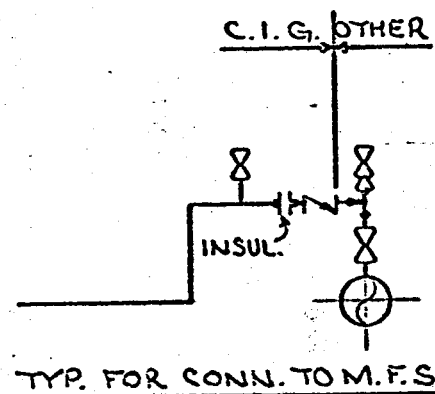 C.I.G. OTHER
INSUL.
TYP. FOR CONN. TO M.F.S